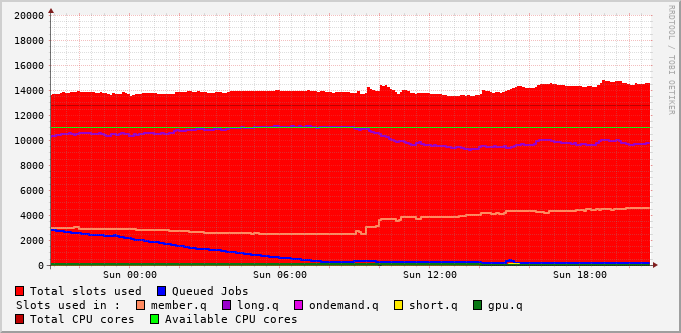 20000
18000
16000
14000
12000
10000
8000
6000
4000
2000
0
Sun 00:00 Sun 06:00 Sun 12:00 Sun 18:00
RRDTOOL / TOBI OETIKER
Total slots used Queued Jobs
Slots used in : member.q long.q ondemand.q short.q gpu.q
Total CPU cores Available CPU cores